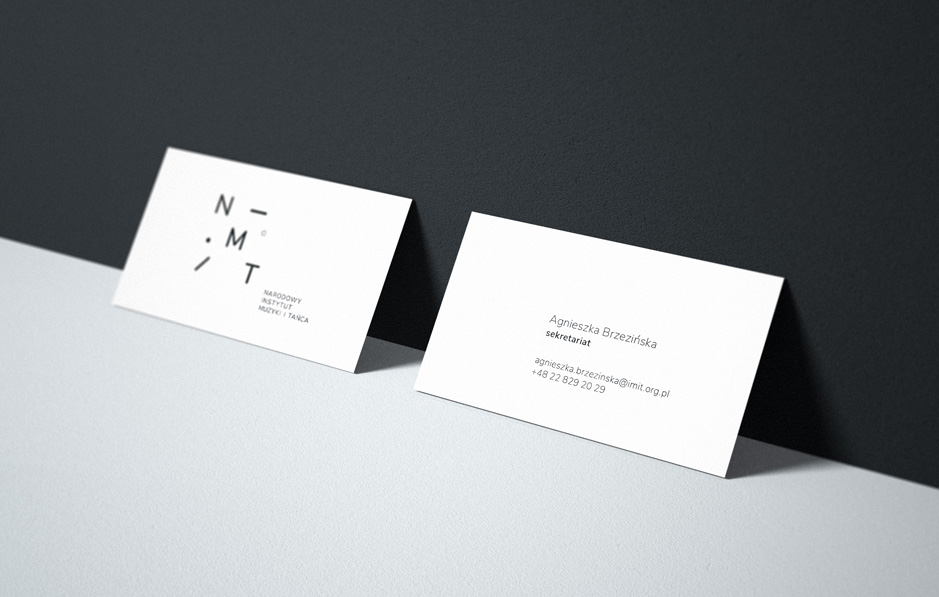 N –
· M
/ T
NARODOWY
INSTYTUT
MUZYKI I TAŃCA
Agnieszka Brzezińska
sekretariat
agnieszka.brzezinska@imit.org.pl
+48 22 829 20 29